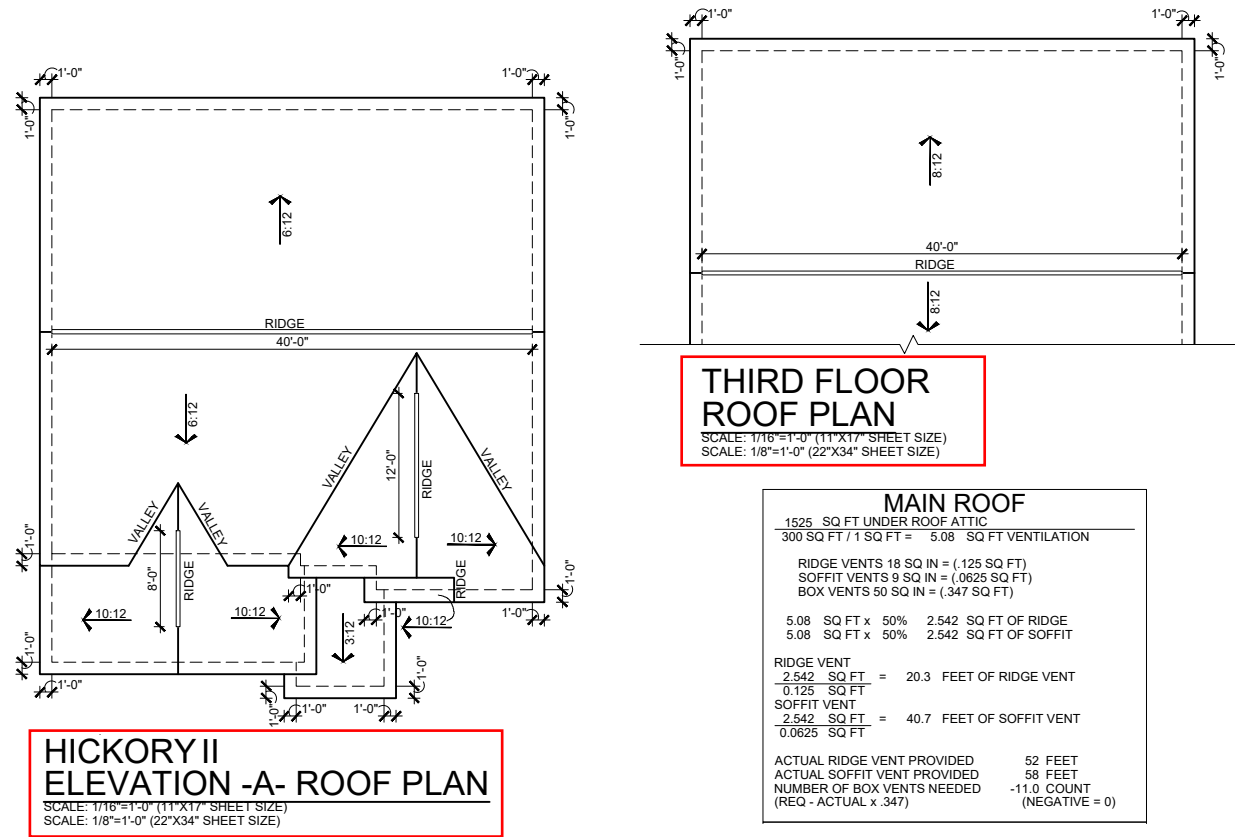 1'-0"
1'-0"
1'-0"
1'-0"
6:12
RIDGE
40'-0"
6:12
VALLEY
VALLEY
12'-0"
RIDGE
VALLEY
VALLEY
10:12
10:12
1'-0"
8'-0"
RIDGE
1'-0"
RIDGE
1'-0"
10:12
10:12
3:12
1'-0"
10:12
1'-0"
1'-0"
1'-0"
1'-0"
1'-0"
1'-0"
1'-0"
HICKORY II
ELEVATION -A- ROOF PLAN
SCALE: 1/16"=1'-0" (11"X17" SHEET SIZE)
SCALE: 1/8"=1'-0" (22"X34" SHEET SIZE)
1'-0"
1'-0"
1'-0"
1'-0"
8:12
40'-0"
RIDGE
8:12
THIRD FLOOR
ROOF PLAN
SCALE: 1/16"=1'-0" (11"X17" SHEET SIZE)
SCALE: 1/8"=1'-0" (22"X34" SHEET SIZE)
MAIN ROOF
1525 SQ FT UNDER ROOF ATTIC
300 SQ FT / 1 SQ FT = 5.08 SQ FT VENTILATION
RIDGE VENTS 18 SQ IN = (.125 SQ FT)
SOFFIT VENTS 9 SQ IN = (.0625 SQ FT)
BOX VENTS 50 SQ IN = (.347 SQ FT)
5.08 SQ FT x 50% 2.542 SQ FT OF RIDGE
5.08 SQ FT x 50% 2.542 SQ FT OF SOFFIT
RIDGE VENT
2.542 SQ FT = 20.3 FEET OF RIDGE VENT
0.125 SQ FT
SOFFIT VENT
2.542 SQ FT = 40.7 FEET OF SOFFIT VENT
0.0625 SQ FT
ACTUAL RIDGE VENT PROVIDED 52 FEET
ACTUAL SOFFIT VENT PROVIDED 58 FEET
NUMBER OF BOX VENTS NEEDED -11.0 COUNT
(REQ - ACTUAL x .347) (NEGATIVE = 0)